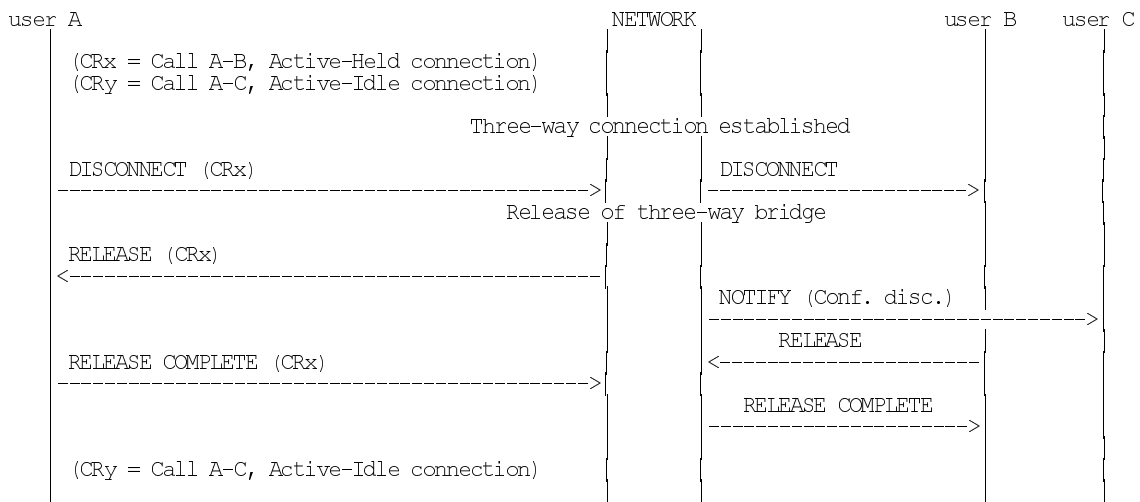 user A NETWORK user B user C
(CRx = Call A-B, Active-Held connection)
(CRy = Call A-C, Active-Idle connection)
Three-way connection established
DISCONNECT (CRx) DISCONNECT
Release of three-way bridge
RELEASE (CRx)
NOTIFY (Conf. disc.)
RELEASE
RELEASE COMPLETE (CRx)
RELEASE COMPLETE
(CRy = Call A-C, Active-Idle connection)